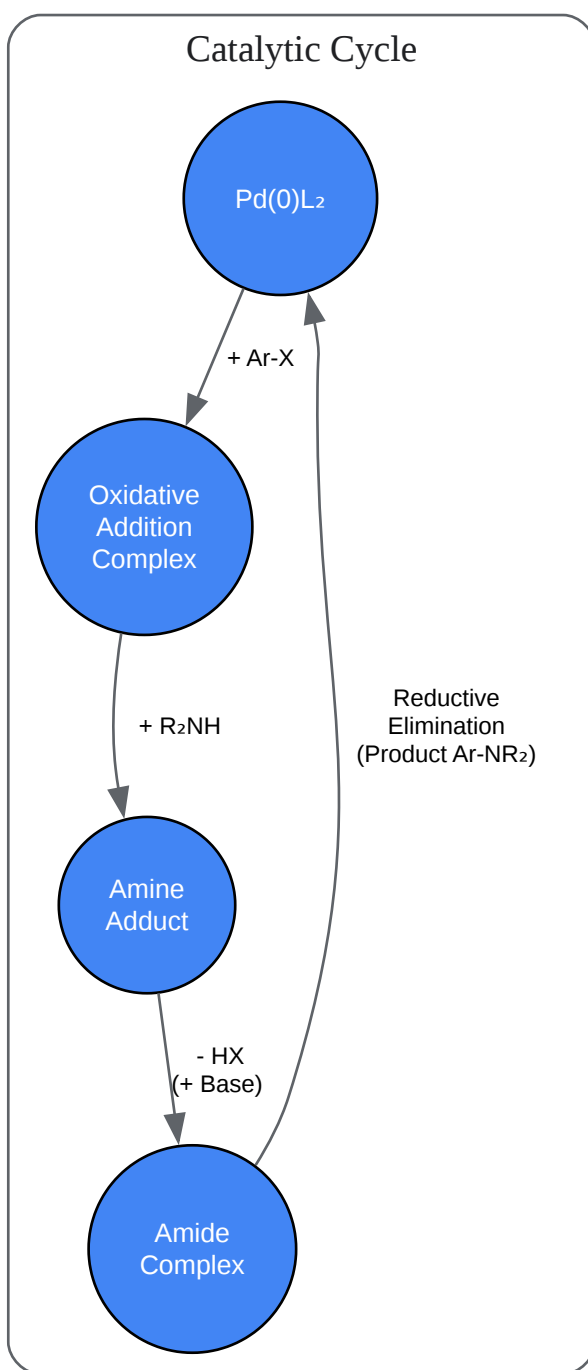 Catalytic Cycle
Pd(0)L₂
+ Ar-X
Oxidative
Addition
Complex
+ R₂NH
Reductive
Elimination
(Product Ar-NR₂)
Amine
Adduct
- HX
(+ Base)
Amide
Complex